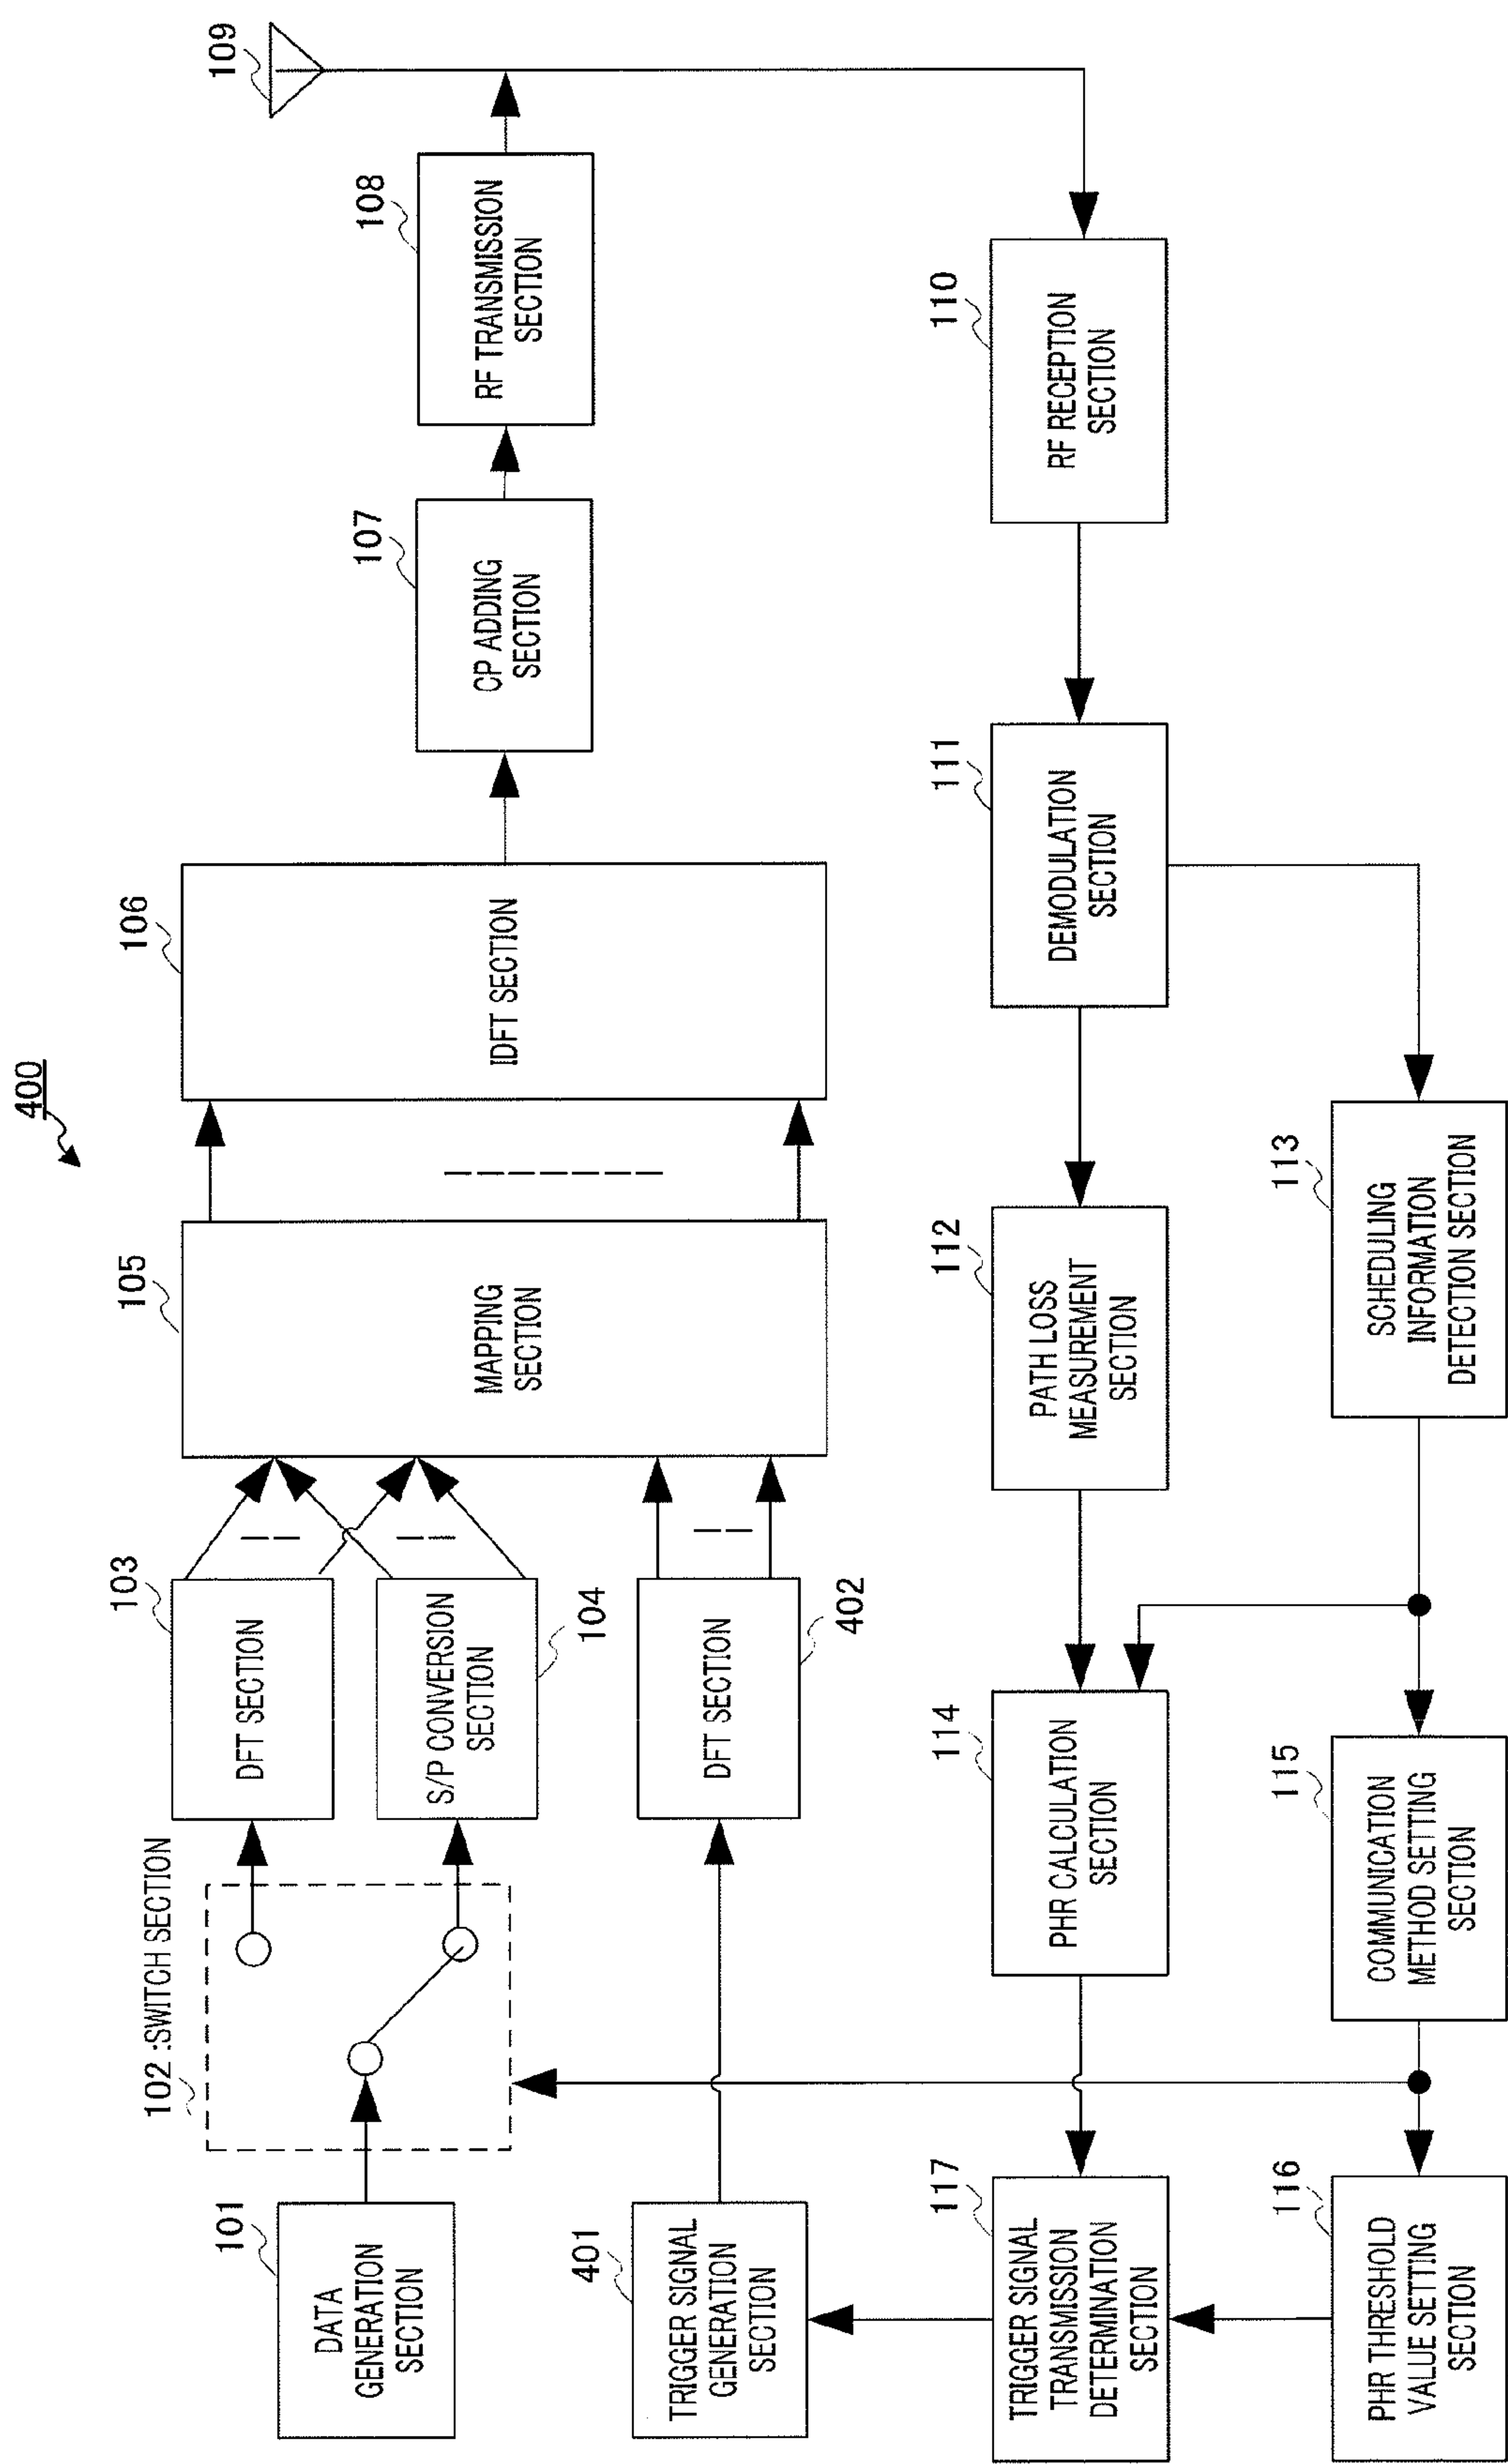 400
101
DATA
GENERATION
SECTION
102 :SWITCH SECTION
103
DFT SECTION
S/P CONVERSION
SECTION
104
105
MAPPING
SECTION
106
IDFT SECTION
107
CP ADDING
SECTION
108
RF TRANSMISSION
SECTION
109
401
TRIGGER SIGNAL
GENERATION
SECTION
DFT SECTION
402
117
TRIGGER SIGNAL
TRANSMISSION
DETERMINATION
SECTION
114
PHR CALCULATION
SECTION
112
PATH LOSS
MEASUREMENT
SECTION
111
DEMODULATION
SECTION
110
RF RECEPTION
SECTION
116
PHR THRESHOLD
VALUE SETTING
SECTION
115
COMMUNICATION
METHOD SETTING
SECTION
113
SCHEDULING
INFORMATION
DETECTION SECTION